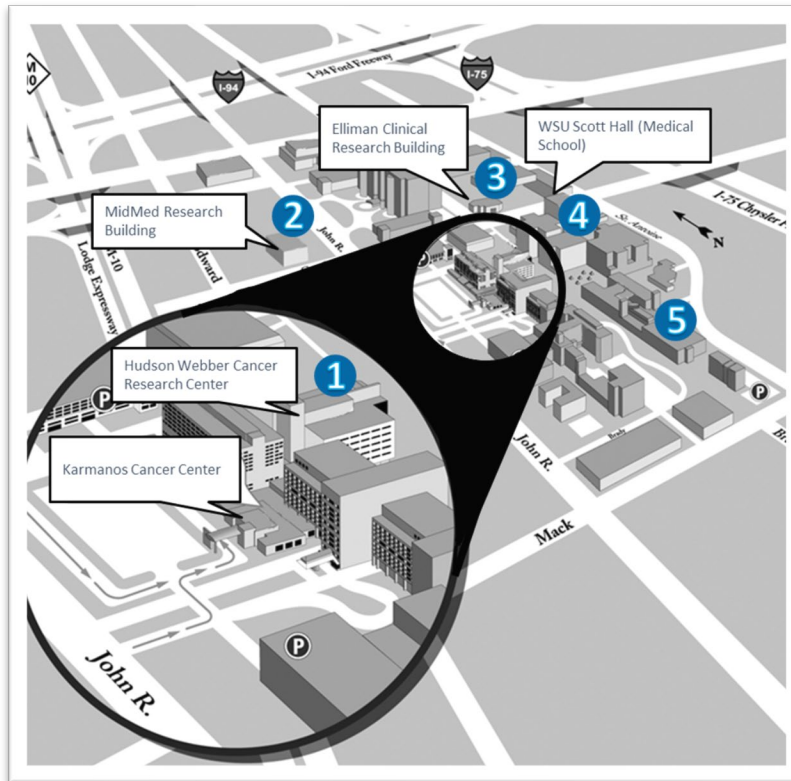 M
10
I-94 Ford Freeway
I-94
I-75
Elliman Clinical
Research Building
WSU Scott Hall (Medical
School)
3
MidMed Research
Building
2
4
John R.
St. Antoine
I-75 Chrysler
N
M-10
Lodge Expressway
P
5
Hudson Webber Cancer
Research Center
1
P
Karmanos Cancer Center
P
John R.
Brady
Mack
P
John R.